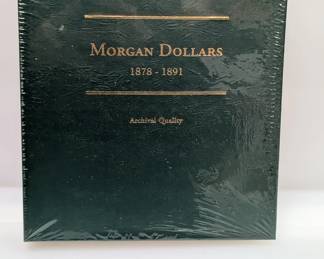 Morgan Dollars
1878 - 1891
Archival Quality